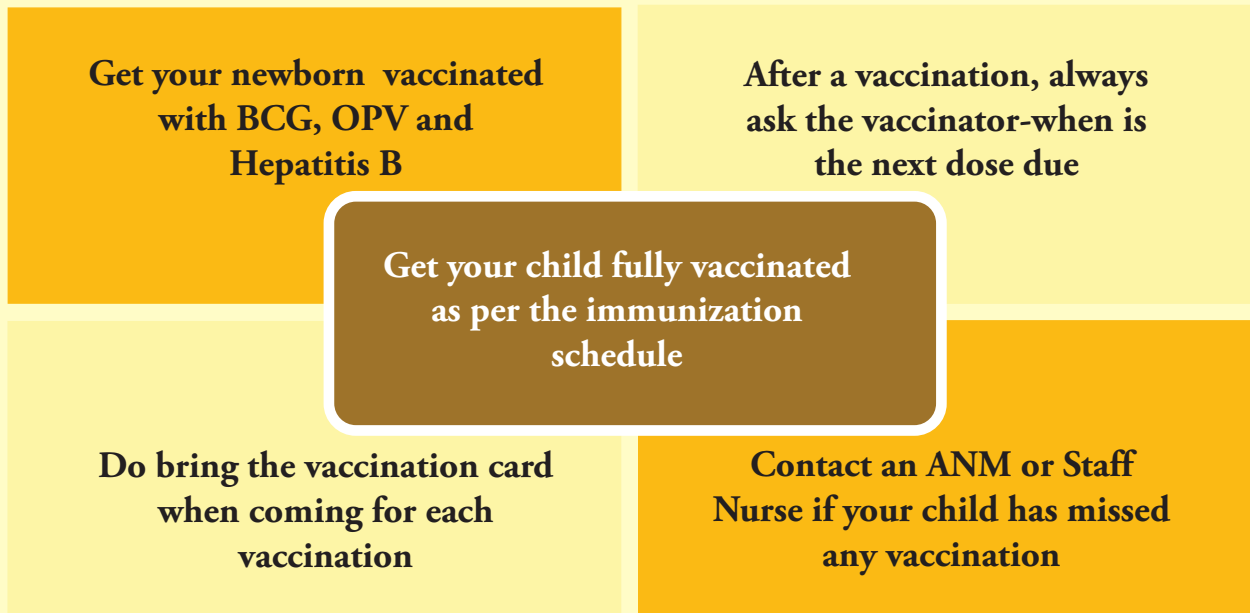 Get your newborn vaccinated
with BCG, OPV and
Hepatitis B
After a vaccination, always
ask the vaccinator-when is
the next dose due
Get your child fully vaccinated
as per the immunization
schedule
Do bring the vaccination card
when coming for each
vaccination
Contact an ANM or Staff
Nurse if your child has missed
any vaccination